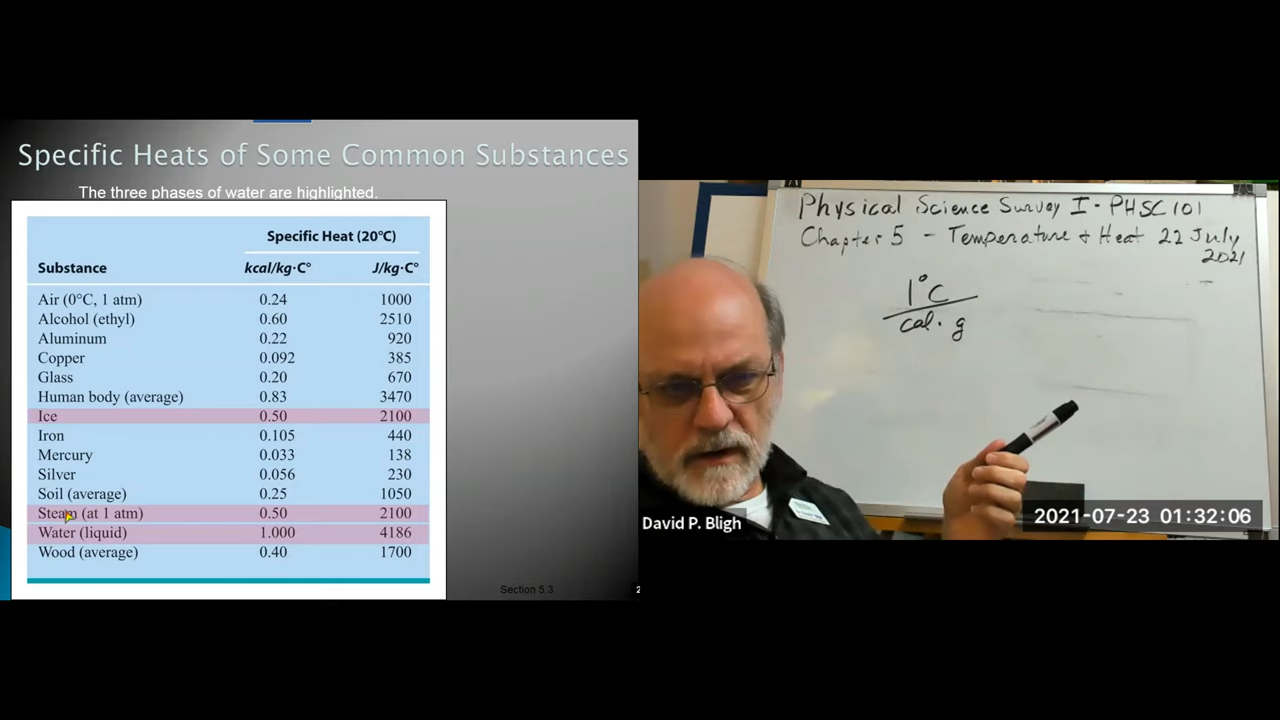 Specific Heats of Some Common Substances
The three phases of water are highlighted.
Specific Heat (20°C)
Substance kcal/kg·C° J/kg·C°
Air (0°C, 1 atm) 0.24 1000
Alcohol (ethyl) 0.60 2510
Aluminum 0.22 920
Copper 0.092 385
Glass 0.20 670
Human body (average) 0.83 3470
Ice 0.50 2100
Iron 0.105 440
Mercury 0.033 138
Silver 0.056 230
Soil (average) 0.25 1050
Steam (at 1 atm) 0.50 2100
Water (liquid) 1.000 4186
Wood (average) 0.40 1700
Section 5.3
Physical Science Survey I - PHSC 101
Chapter 5 - Temperature + Heat 22 July
2021
1°C
cal. g
David P. Bligh
2021-07-23 01:32:06